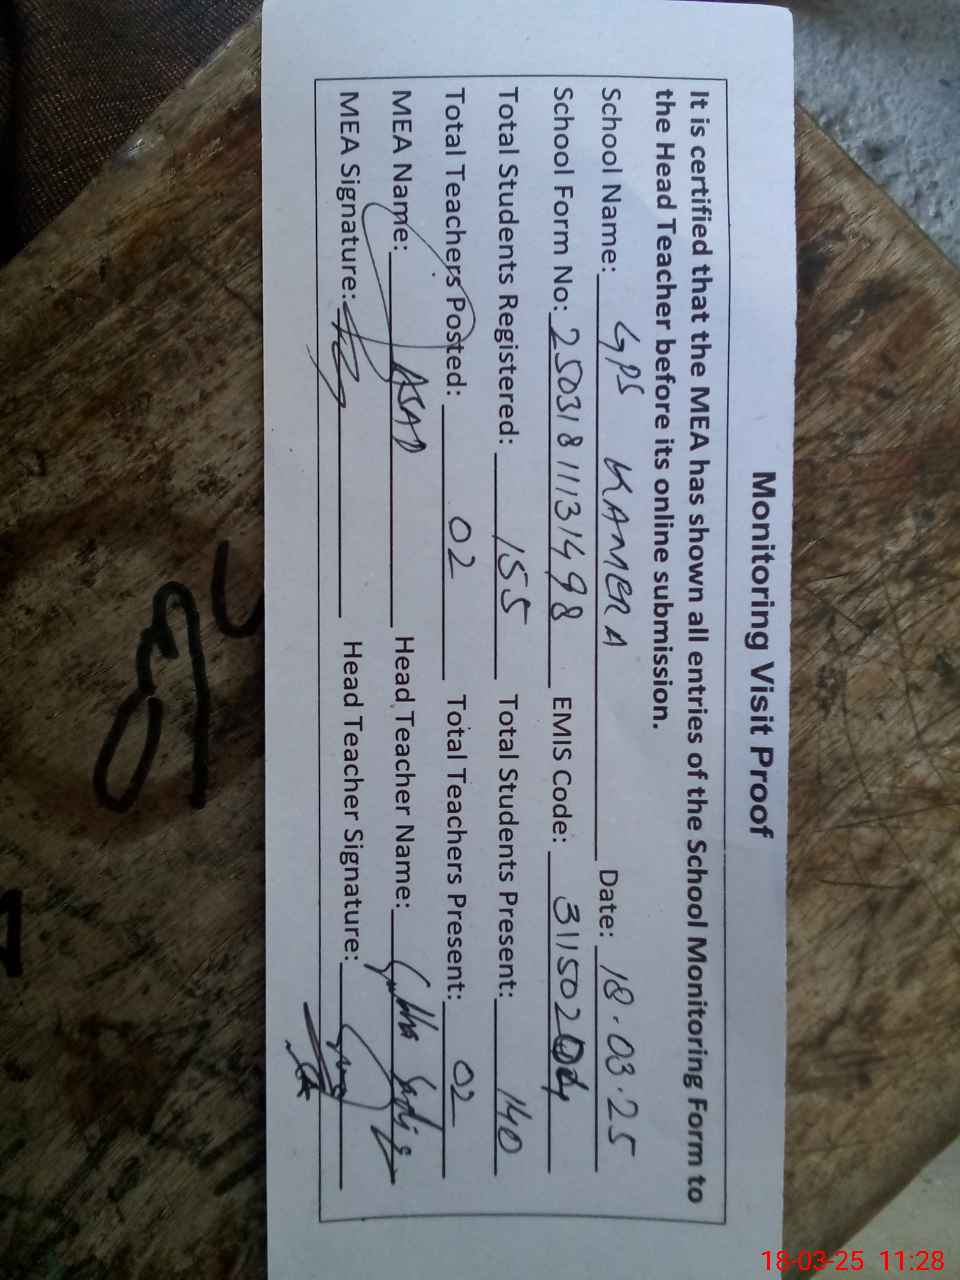 Monitoring Visit Proof
It is certified that the MEA has shown all entries of the School Monitoring Form to
the Head Teacher before its online submission.
School Name: GPS KAMERA Date: 18.03.25
School Form No: 25031811131498 EMIS Code:
Total Students Registered: 155 Total Students Present: 140
Total Teachers Posted: 02 Total Teachers Present: 02
MEA Name: ASAD Head Teacher Name:
MEA Signature: Head Teacher Signature:
18-03-25 11:28